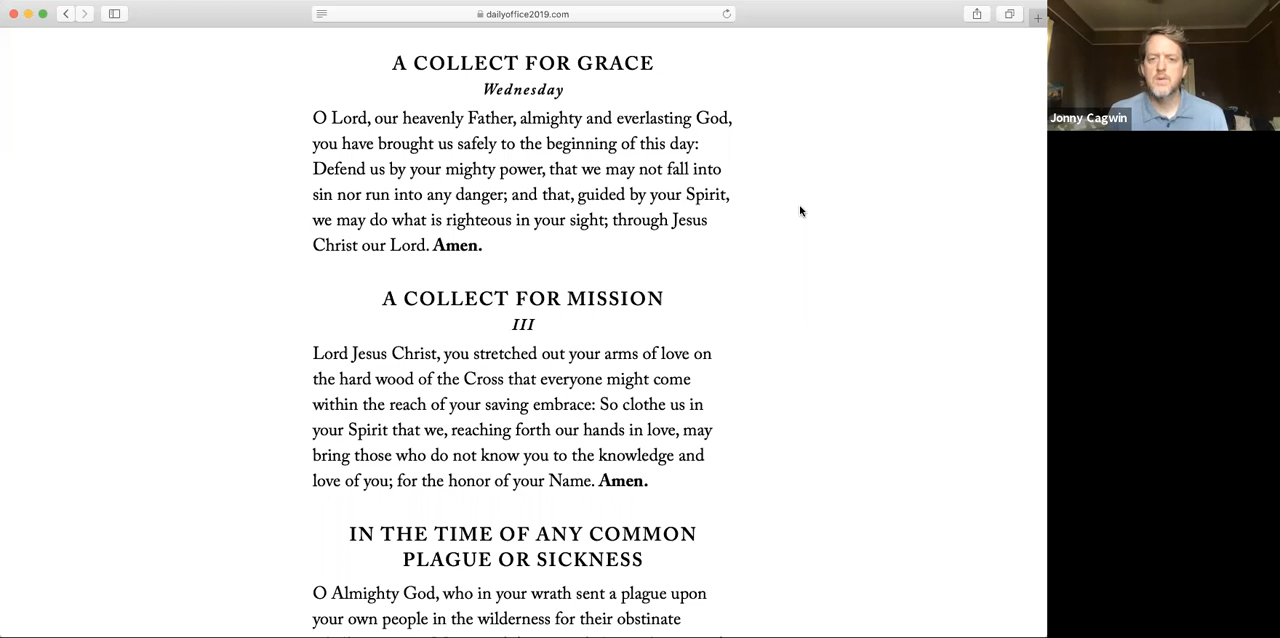 dailyoffice2019.com
A COLLECT FOR GRACE
Wednesday
O Lord, our heavenly Father, almighty and everlasting God,
you have brought us safely to the beginning of this day:
Defend us by your mighty power, that we may not fall into
sin nor run into any danger; and that, guided by your Spirit,
we may do what is righteous in your sight; through Jesus
Christ our Lord. Amen.
A COLLECT FOR MISSION
III
Lord Jesus Christ, you stretched out your arms of love on
the hard wood of the Cross that everyone might come
within the reach of your saving embrace: So clothe us in
your Spirit that we, reaching forth our hands in love, may
bring those who do not know you to the knowledge and
love of you; for the honor of your Name. Amen.
IN THE TIME OF ANY COMMON
PLAGUE OR SICKNESS
O Almighty God, who in your wrath sent a plague upon
your own people in the wilderness for their obstinate
Jonny Cagwin